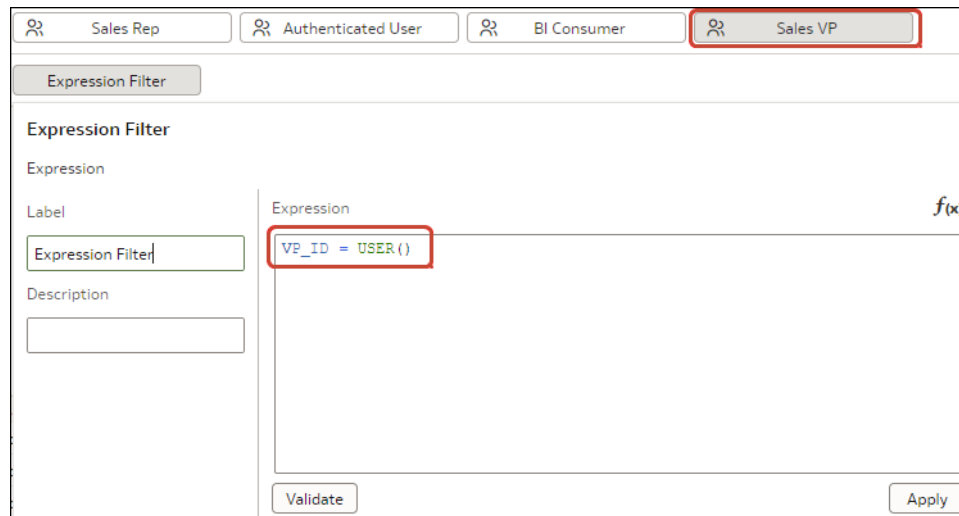 Sales Rep Authenticated User BI Consumer Sales VP
Expression Filter
Expression Filter
Expression
Label
Expression Filter
Description
Expression
f(x
VP_ID = USER()
Validate Apply